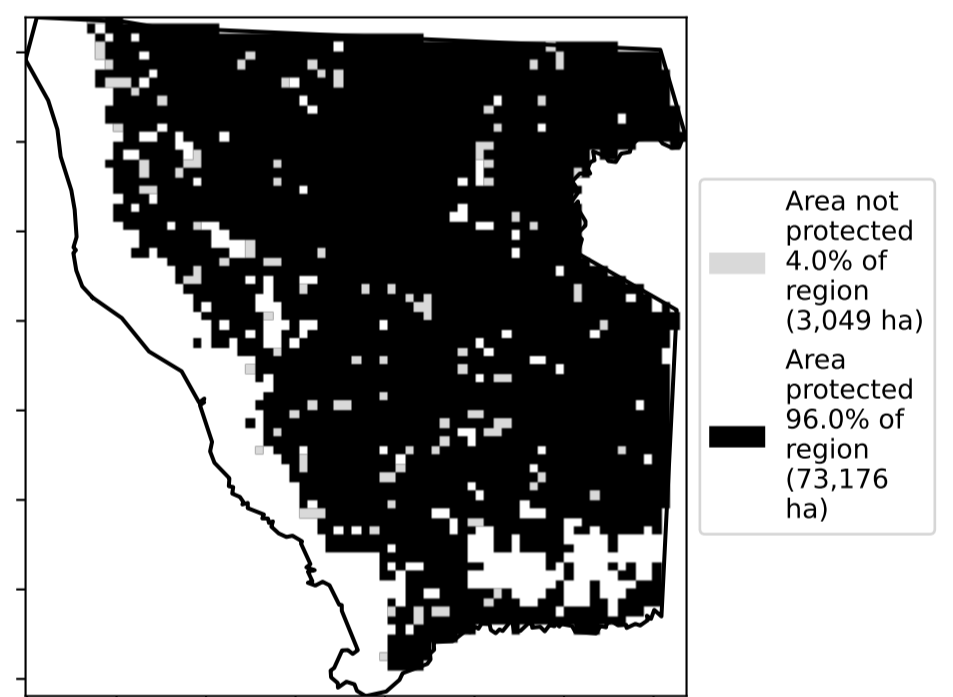 Area not
protected
4.0% of
region
(3,049 ha)
Area
protected
96.0% of
region
(73,176
ha)